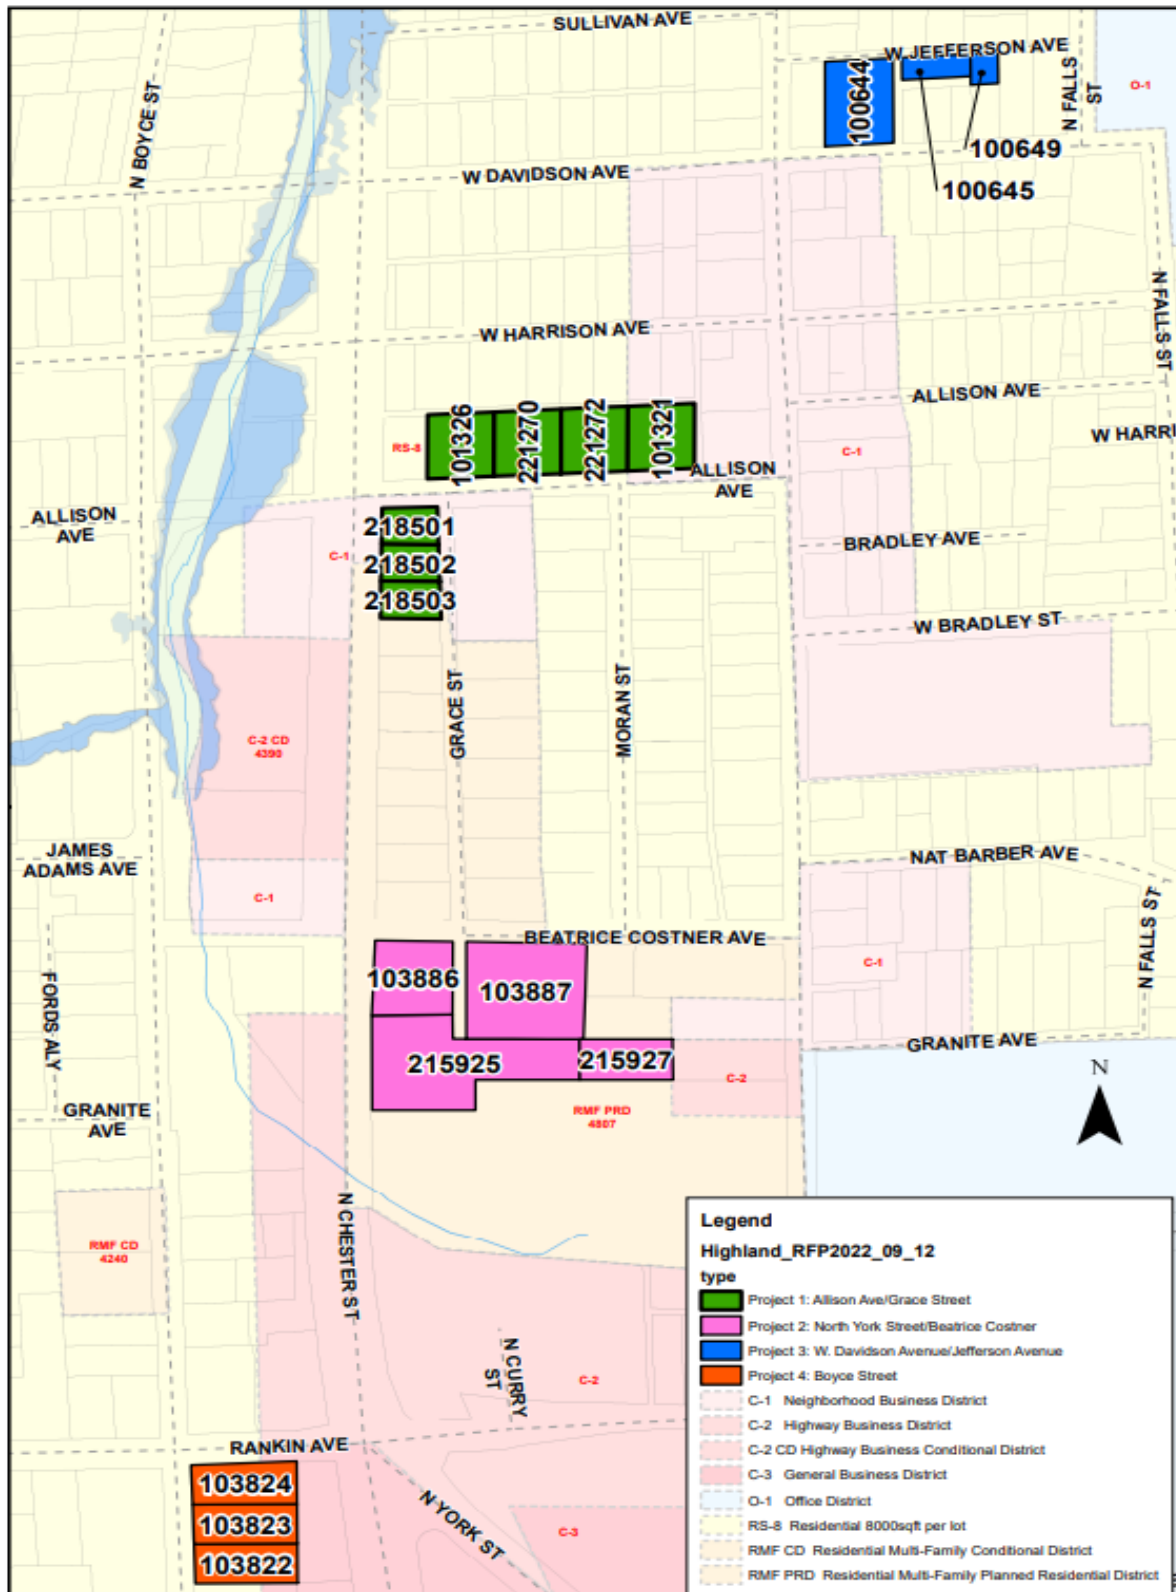 SULLIVAN AVE
W JEFFERSON AVE
N FALLS
ST
O-1
N BOYCE ST
100644
100649
100645
W DAVIDSON AVE
N FALLS ST
W HARRISON AVE
ALLISON AVE
W HARRI
RS-8
101326
221270
221272
101321
C-1
ALLISON
AVE
ALLISON
AVE
218501
C-1
218502
218503
BRADLEY AVE
W BRADLEY ST
GRACE ST
MORAN ST
C-2 CD
4390
JAMES
ADAMS AVE
NAT BARBER AVE
C-1
N FALLS ST
BEATRICE COSTNER AVE
C-1
FORDS ALY
103886
103887
GRANITE AVE
215925
215927
C-2
N
GRANITE
AVE
RMF PRD
4807
RMF CD
4240
N CHESTER ST
N CURRY
ST
C-2
RANKIN AVE
103824
103823
103822
N YORK ST
C-3
Legend
Highland_RFP2022_09_12
type
Project 1: Allison Ave/Grace Street
Project 2: North York Street/Beatrice Costner
Project 3: W. Davidson Avenue/Jefferson Avenue
Project 4: Boyce Street
C-1 Neighborhood Business District
C-2 Highway Business District
C-2 CD Highway Business Conditional District
C-3 General Business District
O-1 Office District
RS-8 Residential 8000sqft per lot
RMF CD Residential Multi-Family Conditional District
RMF PRD Residential Multi-Family Planned Residential District